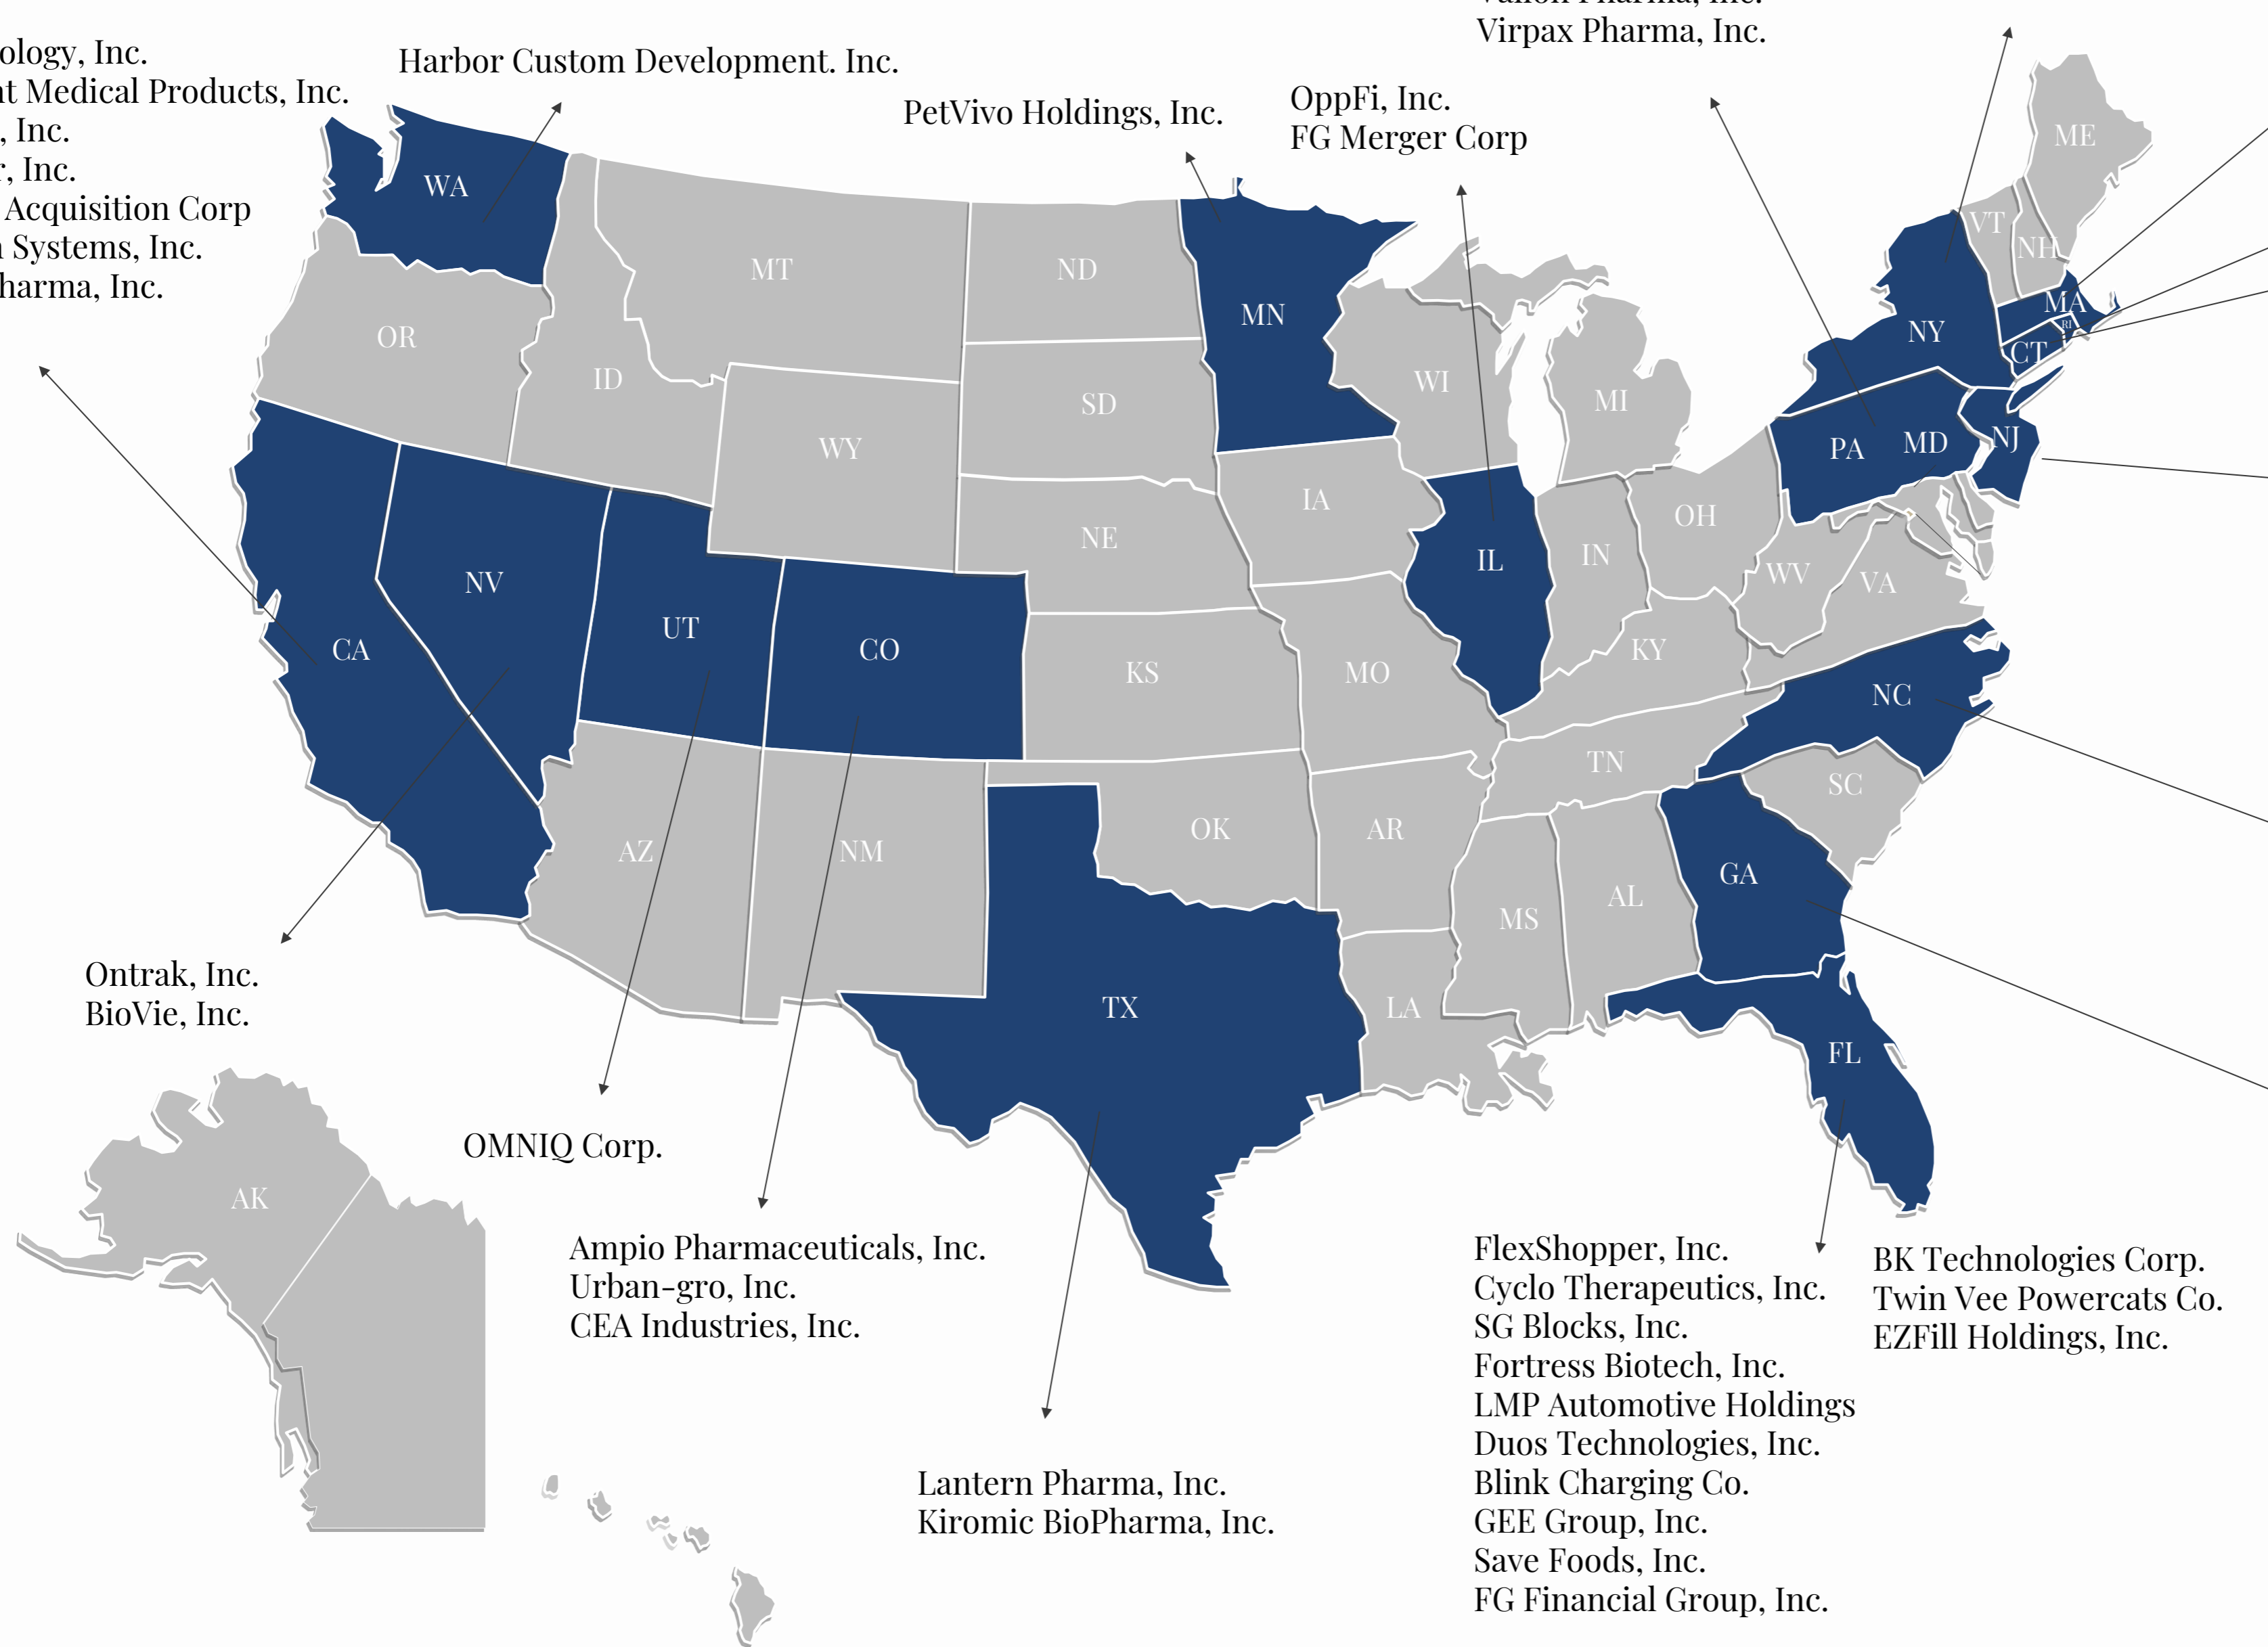 Virpax Pharma, Inc.
ology, Inc.
nt Medical Products, Inc.
, Inc.
r, Inc.
Acquisition Corp
Systems, Inc.
harma, Inc.
Harbor Custom Development. Inc.
PetVivo Holdings, Inc.
OppFi, Inc.
FG Merger Corp
ME
WA
VT
NH
MT
ND
MN
MA
RI
NY
CT
OR
ID
SD
WI
MI
WY
PA
MD
NJ
IA
OH
NE
IL
IN
WV
VA
NV
CA
UT
CO
KS
MO
KY
NC
TN
SC
AZ
NM
OK
AR
GA
MS
AL
TX
LA
FL
AK
Ontrak, Inc.
BioVie, Inc.
OMNIQ Corp.
Ampio Pharmaceuticals, Inc.
Urban-gro, Inc.
CEA Industries, Inc.
Lantern Pharma, Inc.
Kiromic BioPharma, Inc.
FlexShopper, Inc.
Cyclo Therapeutics, Inc.
SG Blocks, Inc.
Fortress Biotech, Inc.
LMP Automotive Holdings
Duos Technologies, Inc.
Blink Charging Co.
GEE Group, Inc.
Save Foods, Inc.
FG Financial Group, Inc.
BK Technologies Corp.
Twin Vee Powercats Co.
EZFill Holdings, Inc.